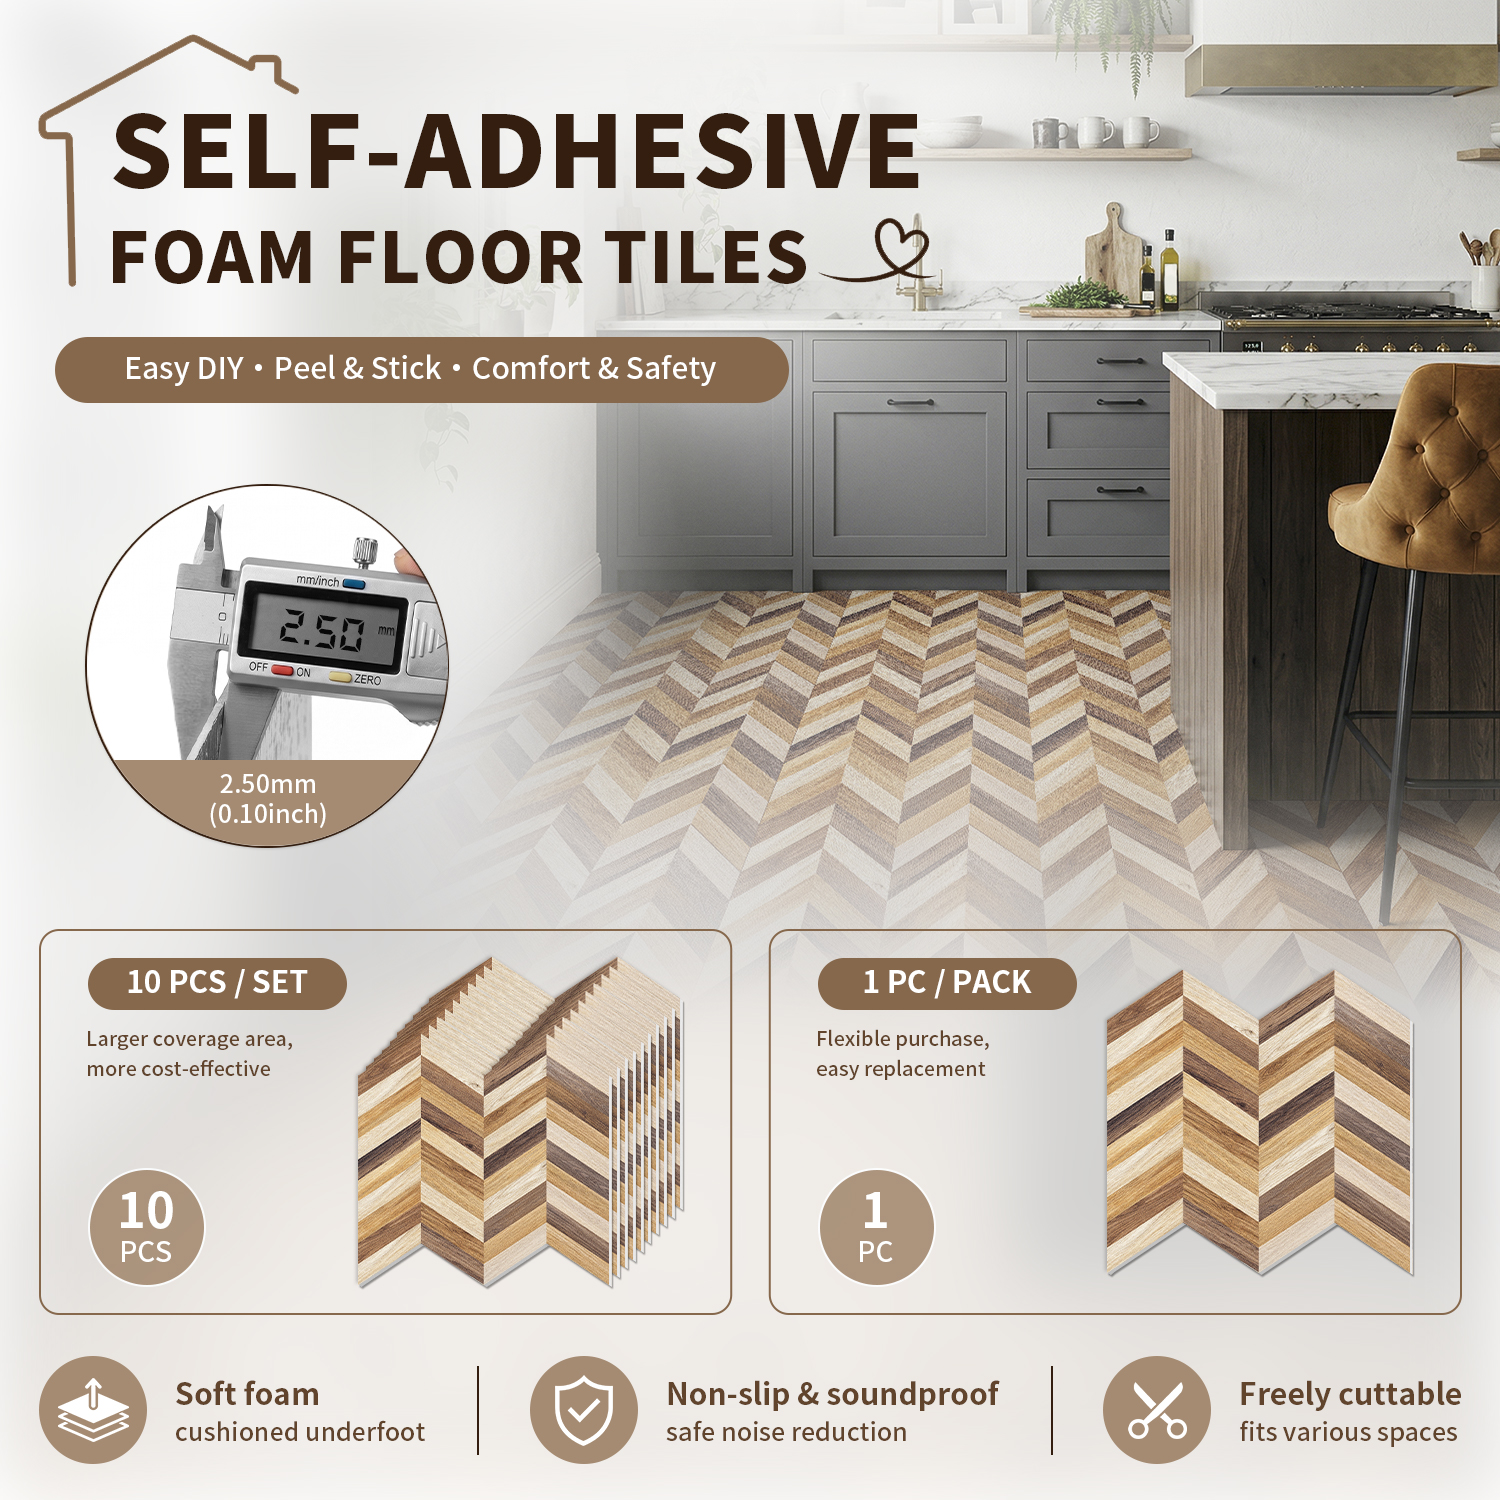 SELF-ADHESIVE
FOAM FLOOR TILES
Easy DIY • Peel & Stick • Comfort & Safety
mm/inch
0
2.50 mm
OFF ON ZERO
2.50mm
(0.10inch)
10 PCS / SET
Larger coverage area,
more cost-effective
10
PCS
1 PC / PACK
Flexible purchase,
easy replacement
1
PC
Soft foam
cushioned underfoot
Non-slip & soundproof
safe noise reduction
Freely cuttable
fits various spaces